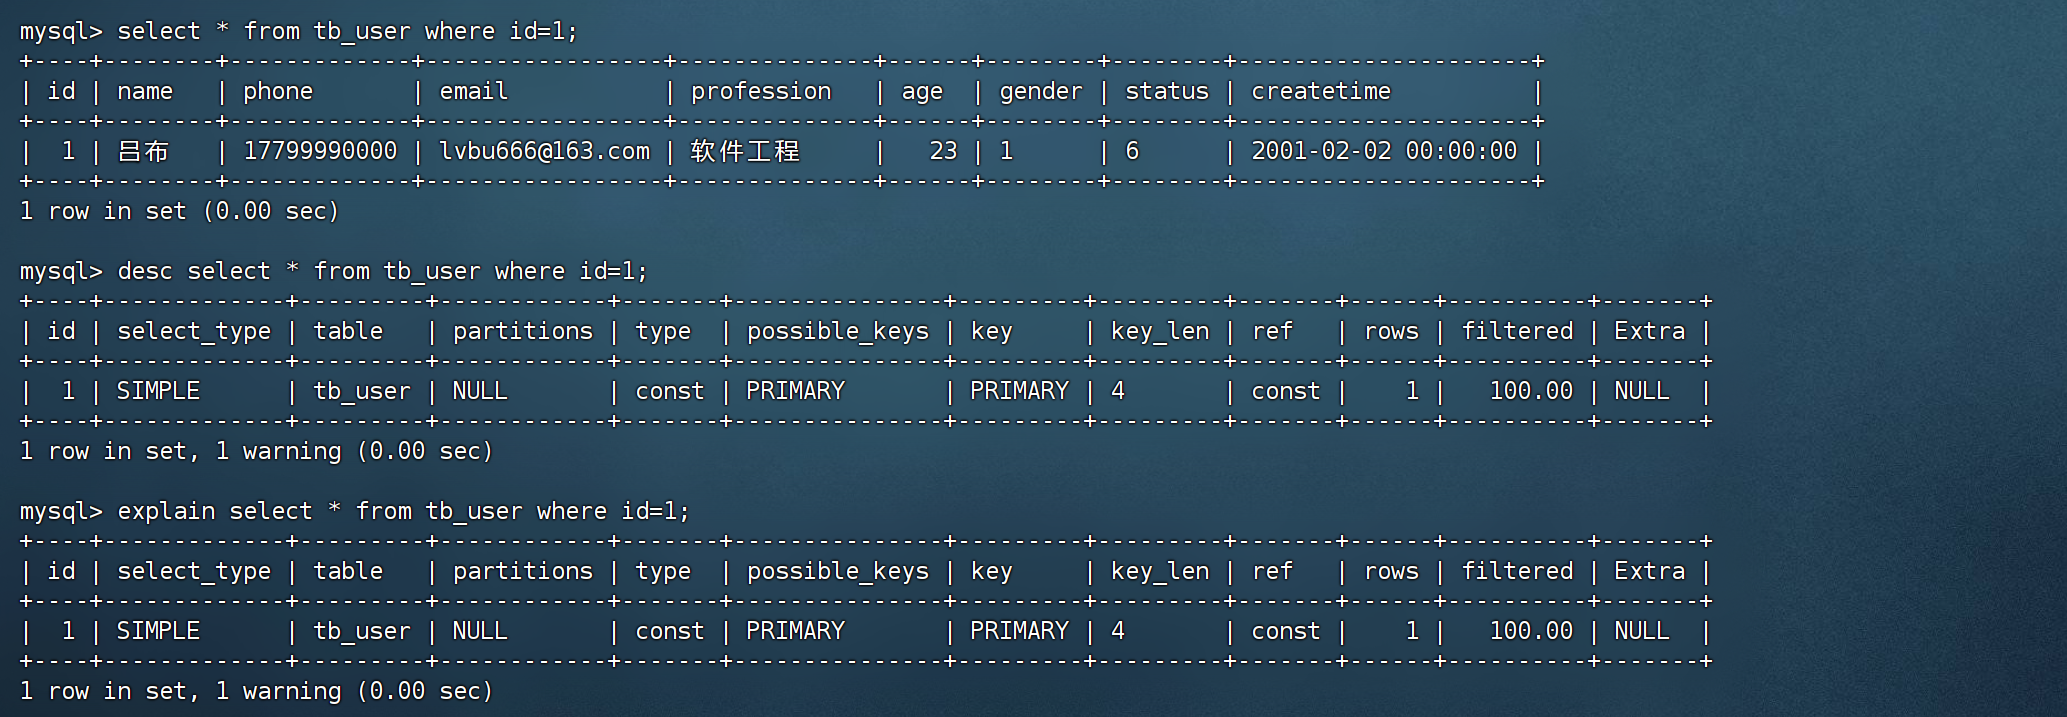 mysql> select * from tb_user where id=1;
+----+--------+-------------+-----------------+--------------+------+--------+--------+---------------------+
| id | name   | phone       | email           | profession   | age  | gender | status | createtime          |
+----+--------+-------------+-----------------+--------------+------+--------+--------+---------------------+
|  1 | 吕布   | 17799990000 | lvbu666@163.com | 软件工程     |   23 | 1      | 6      | 2001-02-02 00:00:00 |
+----+--------+-------------+-----------------+--------------+------+--------+--------+---------------------+
1 row in set (0.00 sec)

mysql> desc select * from tb_user where id=1;
+----+-------------+---------+------------+-------+---------------+---------+---------+-------+------+----------+-------+
| id | select_type | table   | partitions | type  | possible_keys | key     | key_len | ref   | rows | filtered | Extra |
+----+-------------+---------+------------+-------+---------------+---------+---------+-------+------+----------+-------+
|  1 | SIMPLE      | tb_user | NULL       | const | PRIMARY       | PRIMARY | 4       | const |    1 |   100.00 | NULL  |
+----+-------------+---------+------------+-------+---------------+---------+---------+-------+------+----------+-------+
1 row in set, 1 warning (0.00 sec)

mysql> explain select * from tb_user where id=1;
+----+-------------+---------+------------+-------+---------------+---------+---------+-------+------+----------+-------+
| id | select_type | table   | partitions | type  | possible_keys | key     | key_len | ref   | rows | filtered | Extra |
+----+-------------+---------+------------+-------+---------------+---------+---------+-------+------+----------+-------+
|  1 | SIMPLE      | tb_user | NULL       | const | PRIMARY       | PRIMARY | 4       | const |    1 |   100.00 | NULL  |
+----+-------------+---------+------------+-------+---------------+---------+---------+-------+------+----------+-------+
1 row in set, 1 warning (0.00 sec)